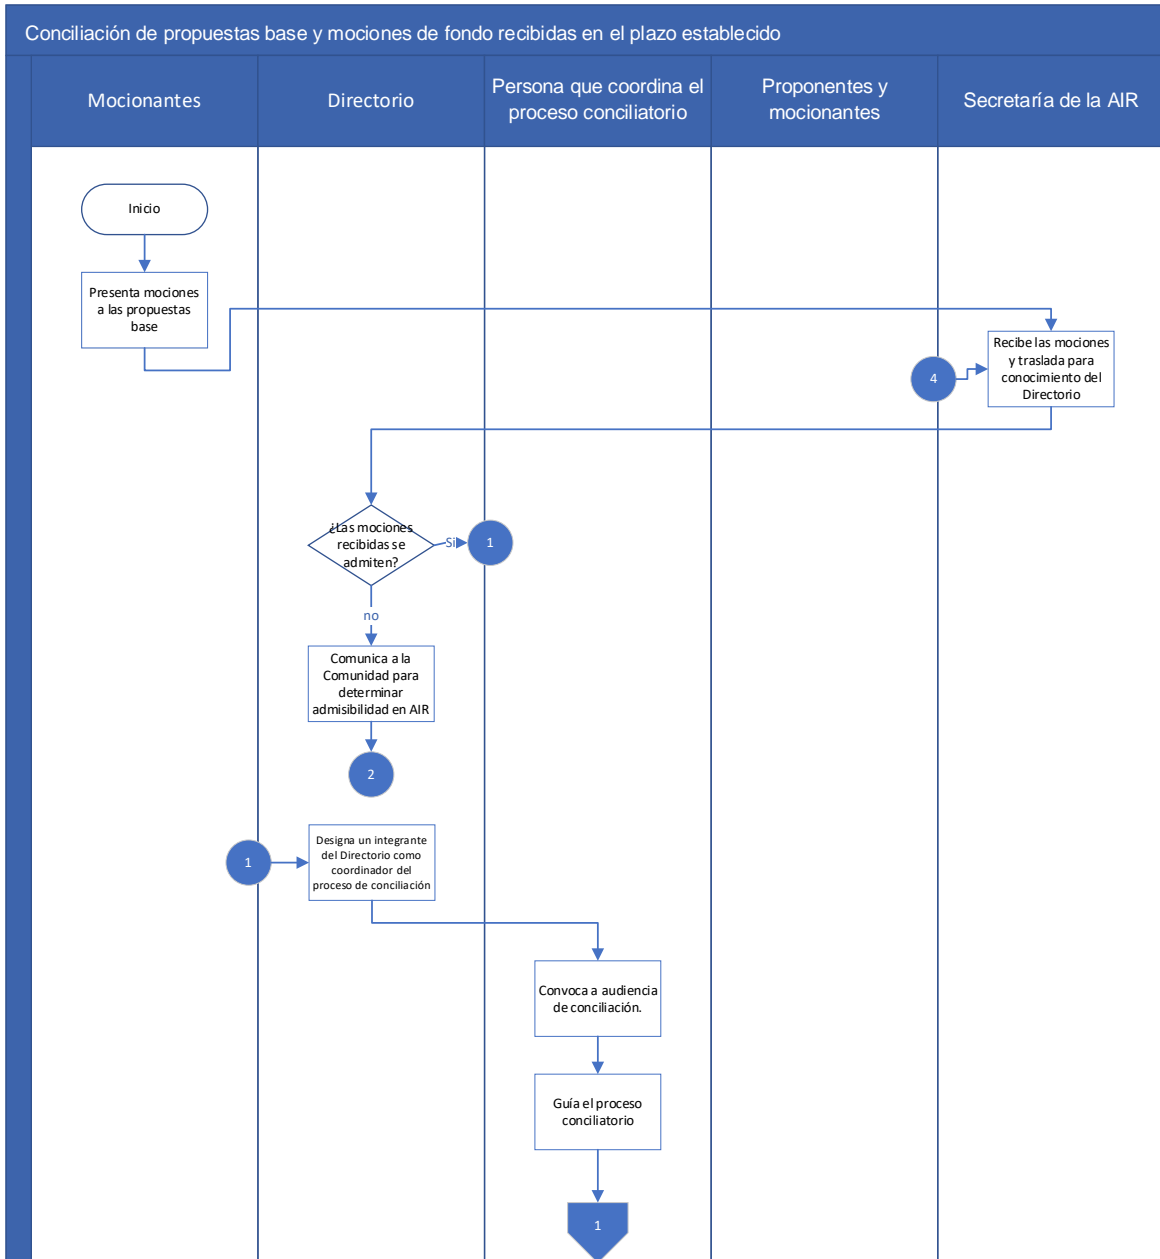 Conciliación de propuestas base y mociones de fondo recibidas en el plazo establecido
Mocionantes
Directorio
Persona que coordina el
proceso conciliatorio
Proponentes y
mocionantes
Secretaría de la AIR
Inicio
Presenta mociones
a las propuestas
base
Recibe las mociones
y traslada para
conocimiento del
Directorio
4
¿Las mociones
recibidas se
admiten?
Si
1
no
Comunica a la
Comunidad para
determinar
admisibilidad en AIR
2
1
Designa un integrante
del Directorio como
coordinador del
proceso de conciliación
Convoca a audiencia
de conciliación.
Guía el proceso
conciliatorio
1